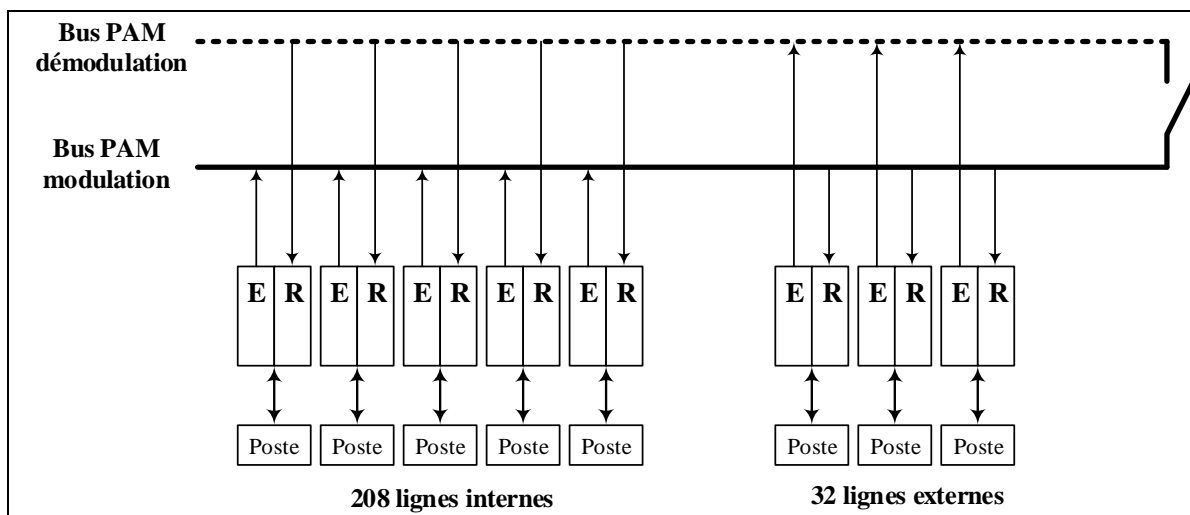 Bus PAM
démodulation
Bus PAM
modulation
E R E R E R E R E R E R E R E R
Poste Poste Poste Poste Poste Poste Poste Poste
208 lignes internes 32 lignes externes